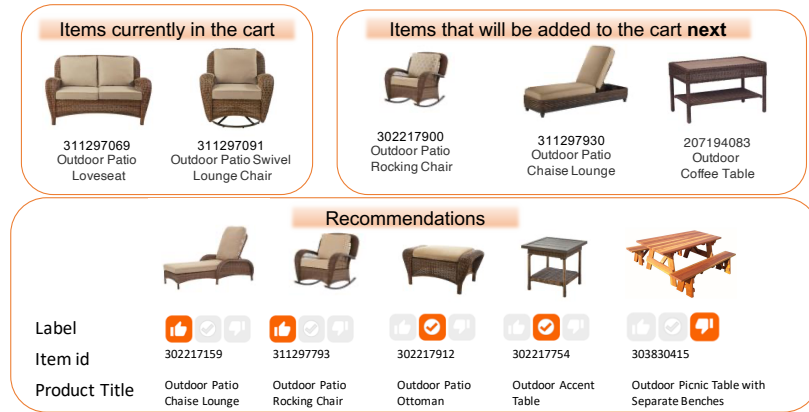 Items currently in the cart
311297069
Outdoor Patio
Loveseat
311297091
Outdoor Patio Swivel
Lounge Chair
Items that will be added to the cart next
302217900
Outdoor Patio
Rocking Chair
311297930
Outdoor Patio
Chaise Lounge
207194083
Outdoor
Coffee Table
Recommendations
Label
Item id
302217159
311297793
302217912
302217754
303830415
Product Title
Outdoor Patio
Chaise Lounge
Outdoor Patio
Rocking Chair
Outdoor Patio
Ottoman
Outdoor Accent
Table
Outdoor Picnic Table with
Separate Benches